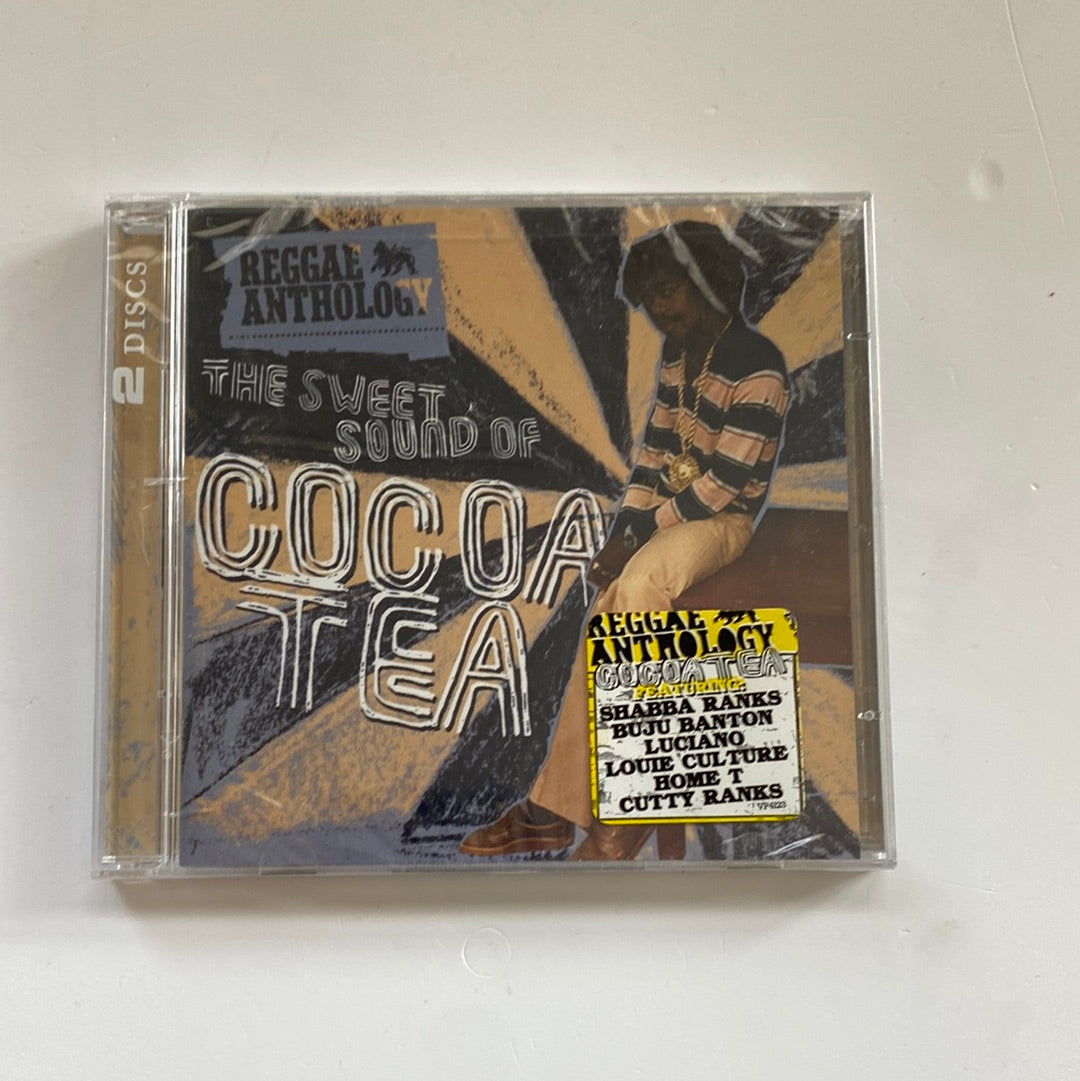 2 DISCS
REGGAE
ANTHOLOGY
THE SWEET
SOUND OF
COCOA
TEA
REGGAE
ANTHOLOGY
COCOA TEA
FEATURING:
SHABBA RANKS
BUJU BANTON
LUCIANO
LOUIE CULTURE
HOME T
CUTTY RANKS
VP4123